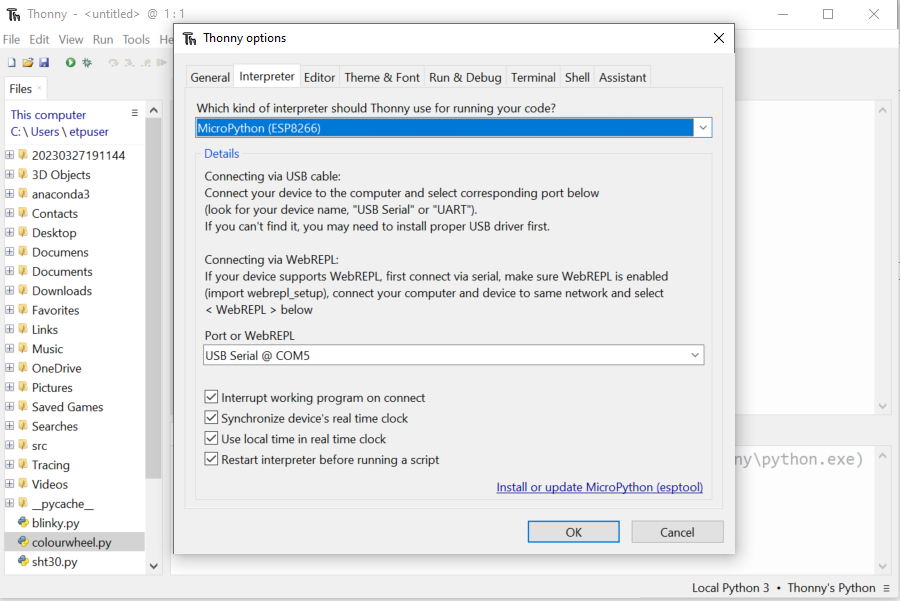 Thonny - <untitled> @ 1 : 1
File Edit View Run Tools He
Files
This computer
C: \ Users \ etpuser
20230327191144
3D Objects
anaconda3
Contacts
Desktop
Documens
Documents
Downloads
Favorites
Links
Music
OneDrive
Pictures
Saved Games
Searches
src
Tracing
Videos
__pycache__
blinky.py
colourwheel.py
sht30.py
Thonny options
General Interpreter Editor Theme & Font Run & Debug Terminal Shell Assistant
Which kind of interpreter should Thonny use for running your code?
MicroPython (ESP8266)
Details
Connecting via USB cable:
Connect your device to the computer and select corresponding port below
(look for your device name, "USB Serial" or "UART").
If you can't find it, you may need to install proper USB driver first.
Connecting via WebREPL:
If your device supports WebREPL, first connect via serial, make sure WebREPL is enabled
(import webrepl_setup), connect your computer and device to same network and select
< WebREPL > below
Port or WebREPL
USB Serial @ COM5
Interrupt working program on connect
Synchronize device's real time clock
Use local time in real time clock
Restart interpreter before running a script
Install or update MicroPython (esptool)
OK Cancel
ny\python.exe)
Local Python 3 • Thonny's Python ≡